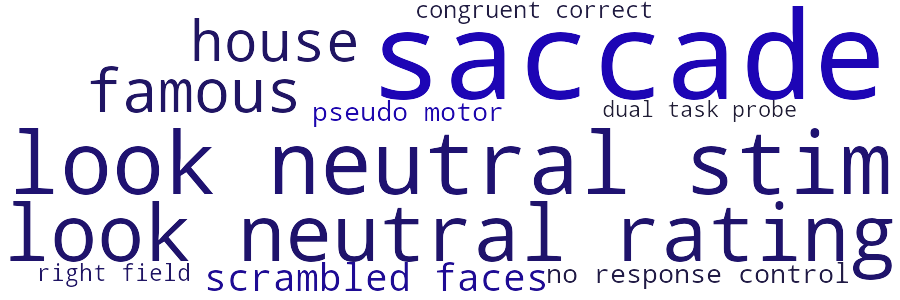 congruent correct
house
saccade
famous
pseudo motor
dual task probe
look neutral stim
look neutral rating
right field
scrambled faces
no response control